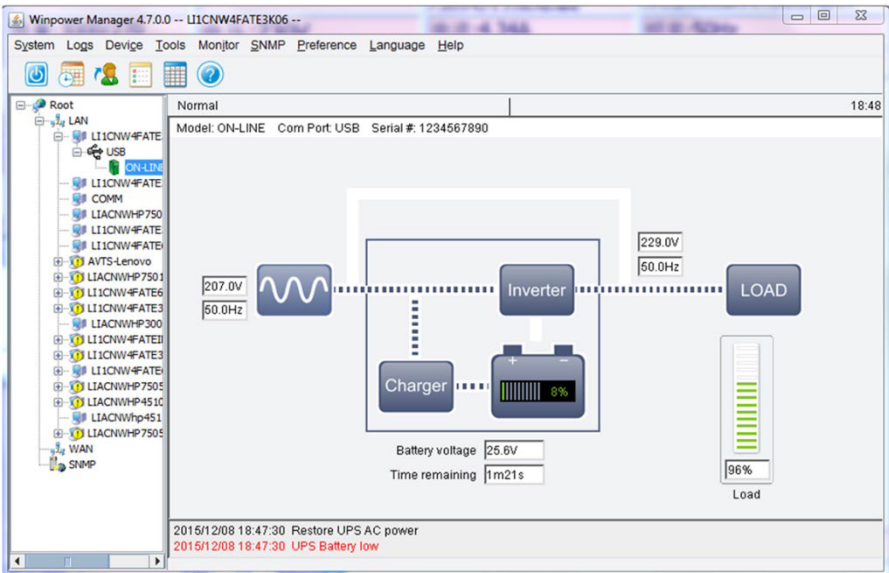 Winpower Manager 4.7.0.0 -- LI1CNW4FATE3K06 --
System Logs Device Tools Monitor SNMP Preference Language Help
Root
LAN
LI1CNW4FATE
USB
ON-LINE
LI1CNW4FATE
COMM
LIACNWHP750
LI1CNW4FATE
LI1CNW4FATE
AVTS-Lenovo
LIACNWHP7501
LI1CNW4FATE6
LI1CNW4FATE3
LIACNWHP300
LI1CNW4FATE
LI1CNW4FATE3
LI1CNW4FATE
LIACNWHP7505
LIACNWHP4510
LIACNWhp451
LIACNWHP7505
WAN
SNMP
Normal 18:48
Model: ON-LINE Com Port: USB Serial #: 1234567890
229.0V
50.0Hz
207.0V
50.0Hz
Inverter
LOAD
Charger
+ −
8%
Battery voltage 25.6V
Time remaining 1m21s
96%
Load
2015/12/08 18:47:30 Restore UPS AC power
2015/12/08 18:47:30 UPS Battery low